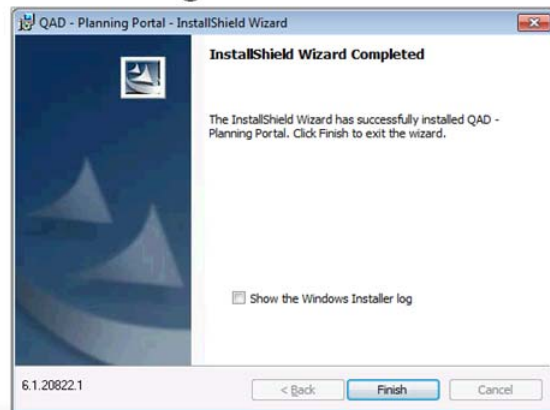 QAD - Planning Portal - InstallShield Wizard
InstallShield Wizard Completed
The InstallShield Wizard has successfully installed QAD -
Planning Portal. Click Finish to exit the wizard.
Show the Windows Installer log
6.1.20822.1
< Back
Finish
Cancel